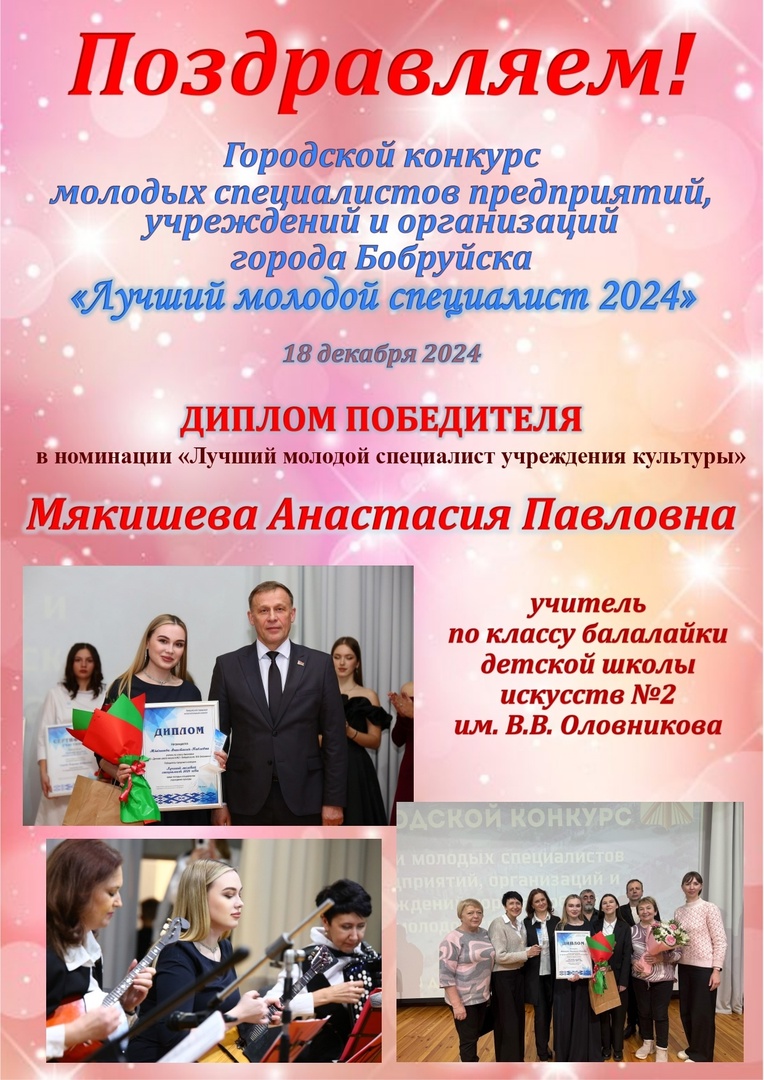 Поздравляем!
Городской конкурс
молодых специалистов предприятий,
учреждений и организаций
города Бобруйска
«Лучший молодой специалист 2024»
18 декабря 2024
ДИПЛОМ ПОБЕДИТЕЛЯ
в номинации «Лучший молодой специалист учреждения культуры»
Мякишева Анастасия Павловна
учитель
по классу балалайки
детской школы
искусств №2
им. В.В. Оловникова
ДИПЛОМ
ДСКОЙ КОНКУРС
и молодых специалистов
организаций и
ДИПЛОМ